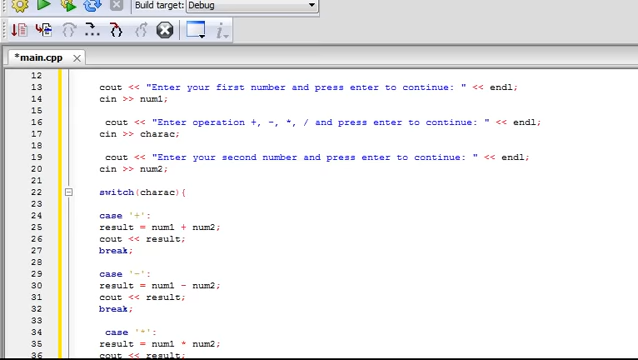 Build target: Debug
*main.cpp
12
13 cout << "Enter your first number and press enter to continue: " << endl;
14 cin >> num1;
15
16 cout << "Enter operation +, -, *, / and press enter to continue: " << endl;
17 cin >> charac;
18
19 cout << "Enter your second number and press enter to continue: " << endl;
20 cin >> num2;
21
22 switch(charac){
23
24 case '+':
25 result = num1 + num2;
26 cout << result;
27 break;
28
29 case '-':
30 result = num1 - num2;
31 cout << result;
32 break;
33
34 case '*':
35 result = num1 * num2;
36 cout << result;